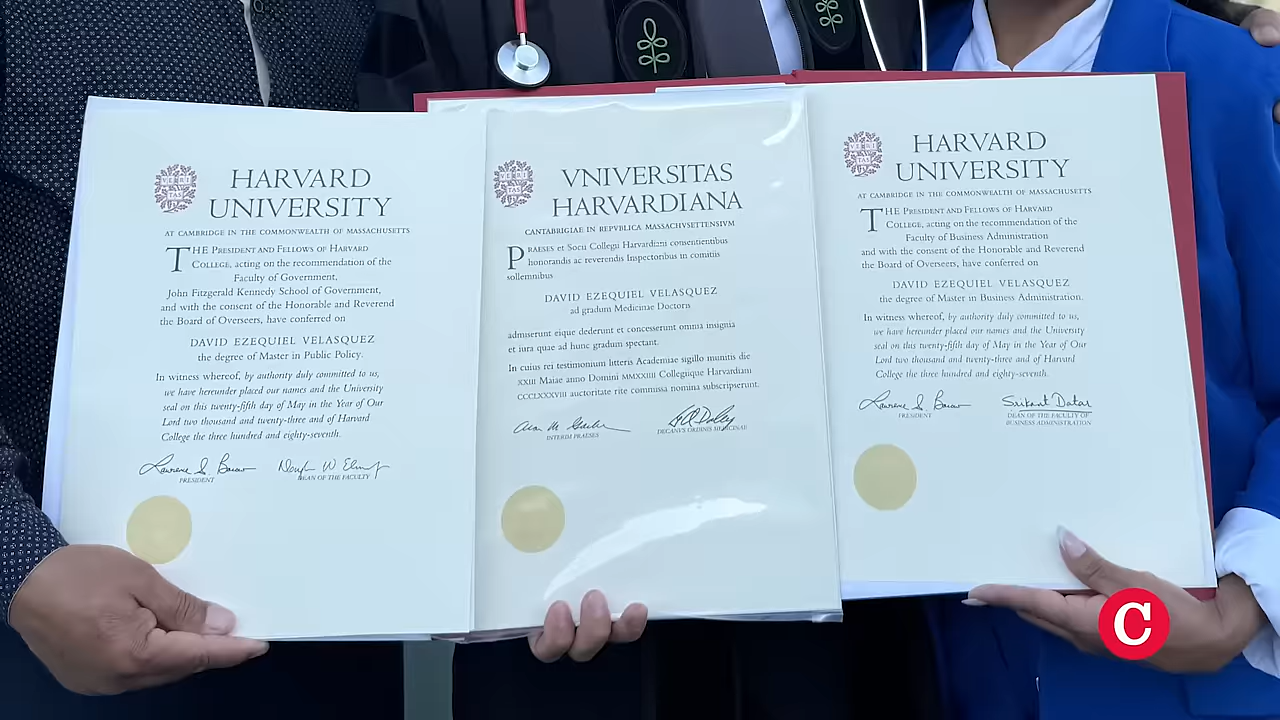 VERI
TAS
HARVARD
UNIVERSITY
AT CAMBRIDGE IN THE COMMONWEALTH OF MASSACHUSETTS
THE PRESIDENT AND FELLOWS OF HARVARD
COLLEGE, acting on the recommendation of the
Faculty of Government,
John Fitzgerald Kennedy School of Government,
and with the consent of the Honorable and Reverend
the Board of Overseers, have conferred on
DAVID EZEQUIEL VELASQUEZ
the degree of Master in Public Policy.
In witness whereof, by authority duly committed to us,
we have hereunder placed our names and the University
seal on this twenty-fifth day of May in the Year of Our
Lord two thousand and twenty-three and of Harvard
College the three hundred and eighty-seventh.
Lawrence S. Bacow
PRESIDENT
DEAN OF THE FACULTY
VERI
TAS
VNIVERSITAS
HARVARDIANA
CANTABRIGIAE IN REPVBLICA MASSACHVSETTENSIVM
PRAESES et Socii Collegii Harvardiani consentientibus
honorandis ac reverendis Inspectoribus in comitiis
sollemnibus
DAVID EZEQUIEL VELASQUEZ
ad gradum Medicinae Doctoris
admiserunt eique dederunt et concesserunt omnia insignia
et iura quae ad hunc gradum spectant.
In cuius rei testimonium litteris Academiae sigillo munitis die
XXIII Maiae anno Domini MMXXIIII Collegiique Harvardiani
CCCLXXXVIII auctoritate rite commissa nomina subscripserunt.
INTERIM PRAESES
DECANVS ORDINIS MEDICINAE
VERI
TAS
HARVARD
UNIVERSITY
AT CAMBRIDGE IN THE COMMONWEALTH OF MASSACHUSETTS
THE PRESIDENT AND FELLOWS OF HARVARD
COLLEGE, acting on the recommendation of the
Faculty of Business Administration
and with the consent of the Honorable and Reverend
the Board of Overseers, have conferred on
DAVID EZEQUIEL VELASQUEZ
the degree of Master in Business Administration.
In witness whereof, by authority duly committed to us,
we have hereunder placed our names and the University
seal on this twenty-fifth day of May in the Year of Our
Lord two thousand and twenty-three and of Harvard
College the three hundred and eighty-seventh.
Lawrence S. Bacow
PRESIDENT
Srikant Datar
DEAN OF THE FACULTY OF
BUSINESS ADMINISTRATION
C